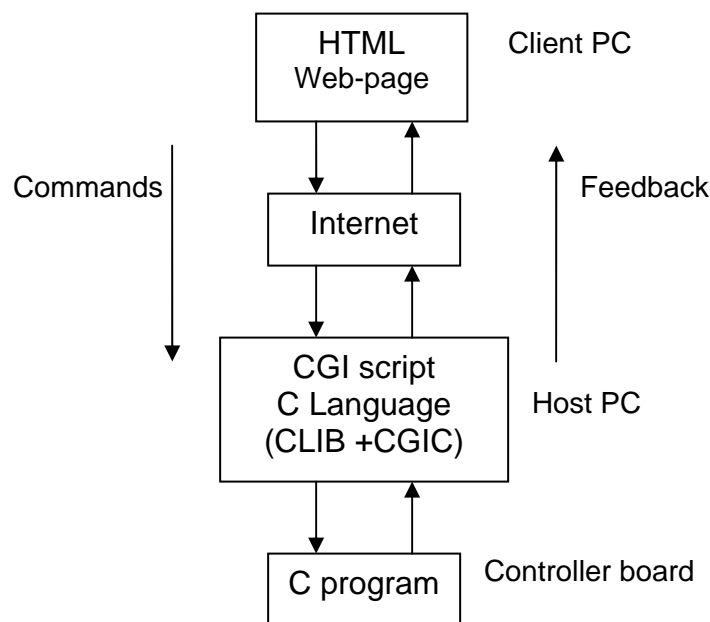 HTML
Web-page
Client PC
Commands
Feedback
Internet
CGI script
C Language
(CLIB +CGIC)
Host PC
C program
Controller board